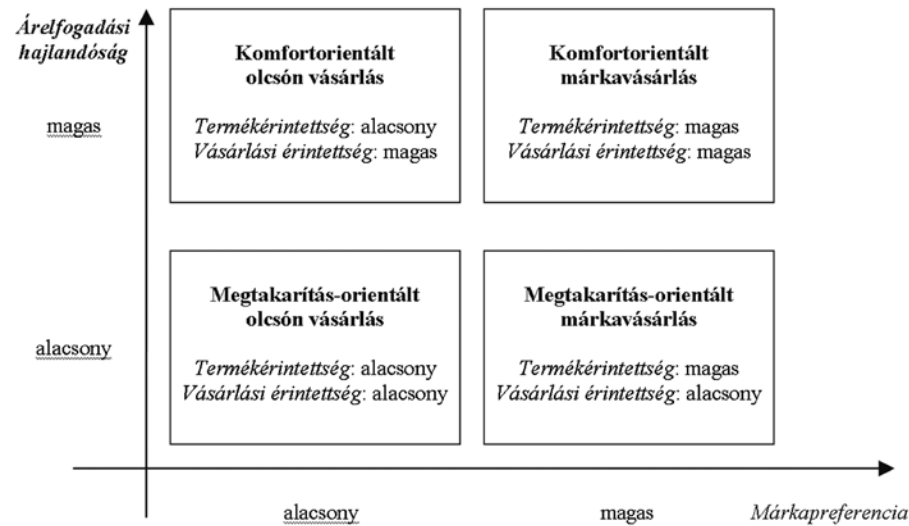 Árelfogadási
hajlandóság
magas
Komfortorientált
olcsón vásárlás
Termékérintettség: alacsony
Vásárlási érintettség: magas
Komfortorientált
márkavásárlás
Termékérintettség: magas
Vásárlási érintettség: magas
alacsony
Megtakarítás-orientált
olcsón vásárlás
Termékérintettség: alacsony
Vásárlási érintettség: alacsony
Megtakarítás-orientált
márkavásárlás
Termékérintettség: magas
Vásárlási érintettség: alacsony
alacsony
magas
Márkapreferencia